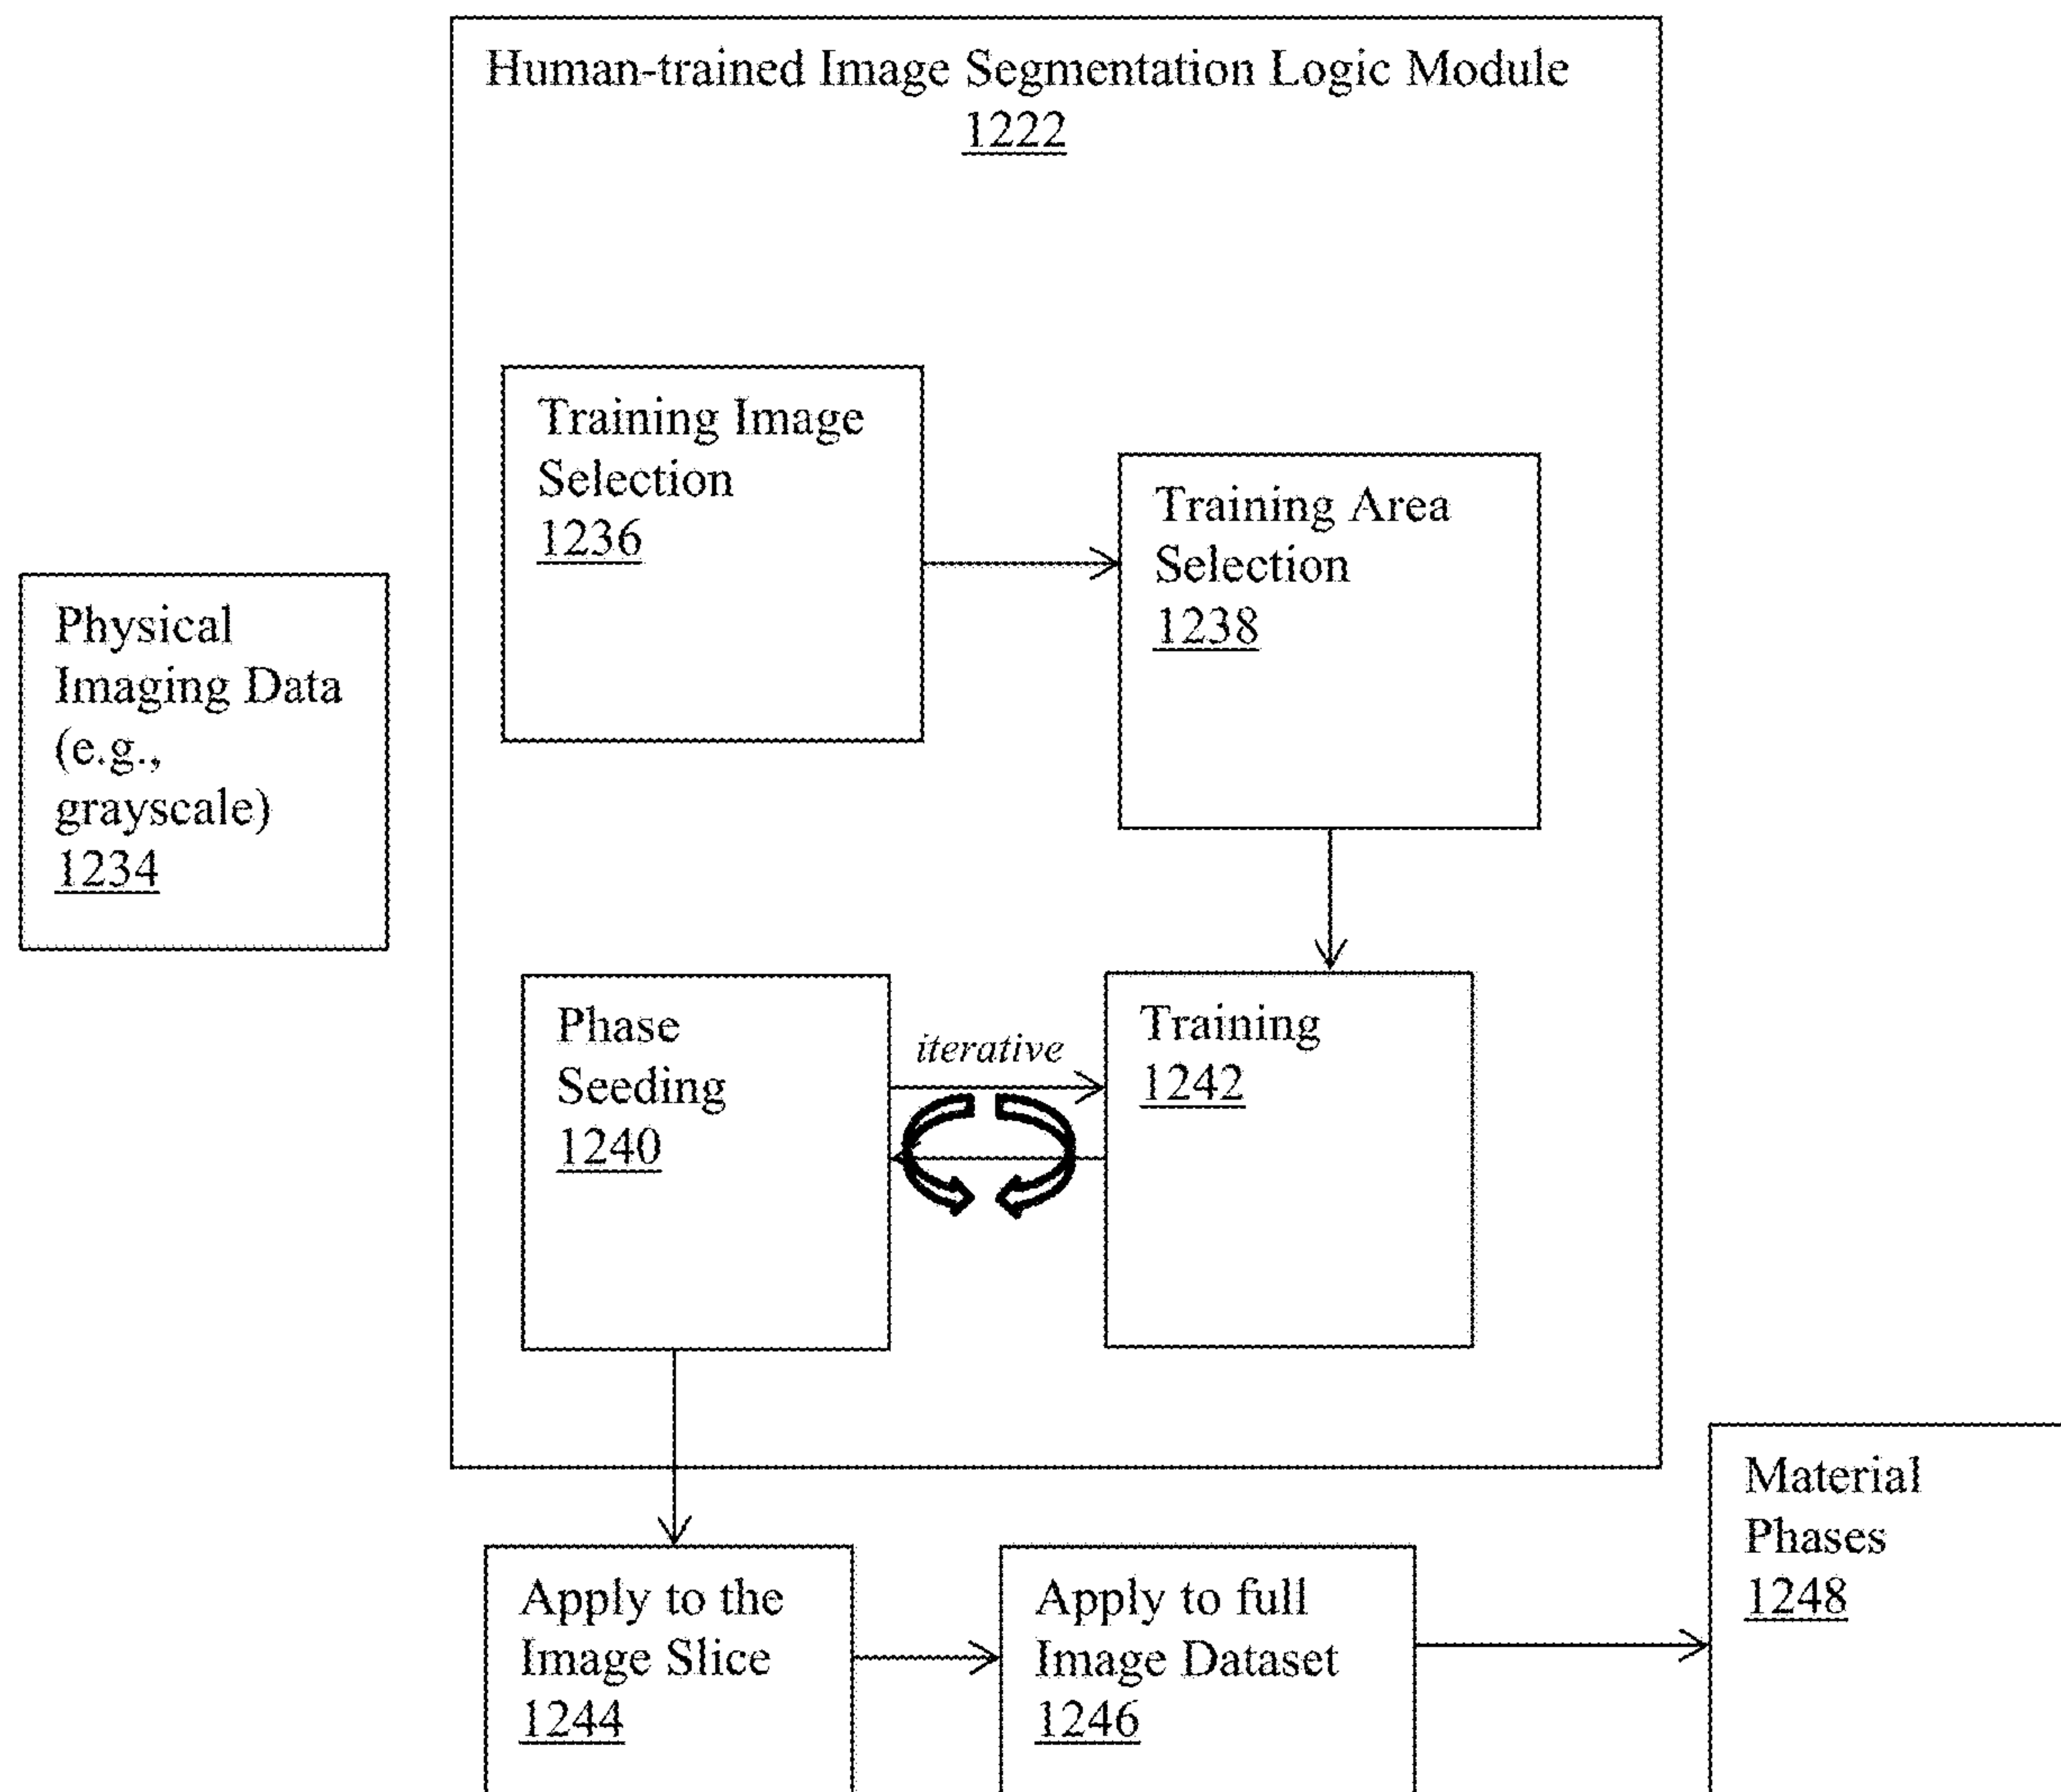 Human-trained Image Segmentation Logic Module
1222
Training Image
Selection
1236
Training Area
Selection
1238
Physical
Imaging Data
(e.g.,
grayscale)
1234
Phase
Seeding
1240
iterative
Training
1242
Apply to the
Image Slice
1244
Apply to full
Image Dataset
1246
Material
Phases
1248